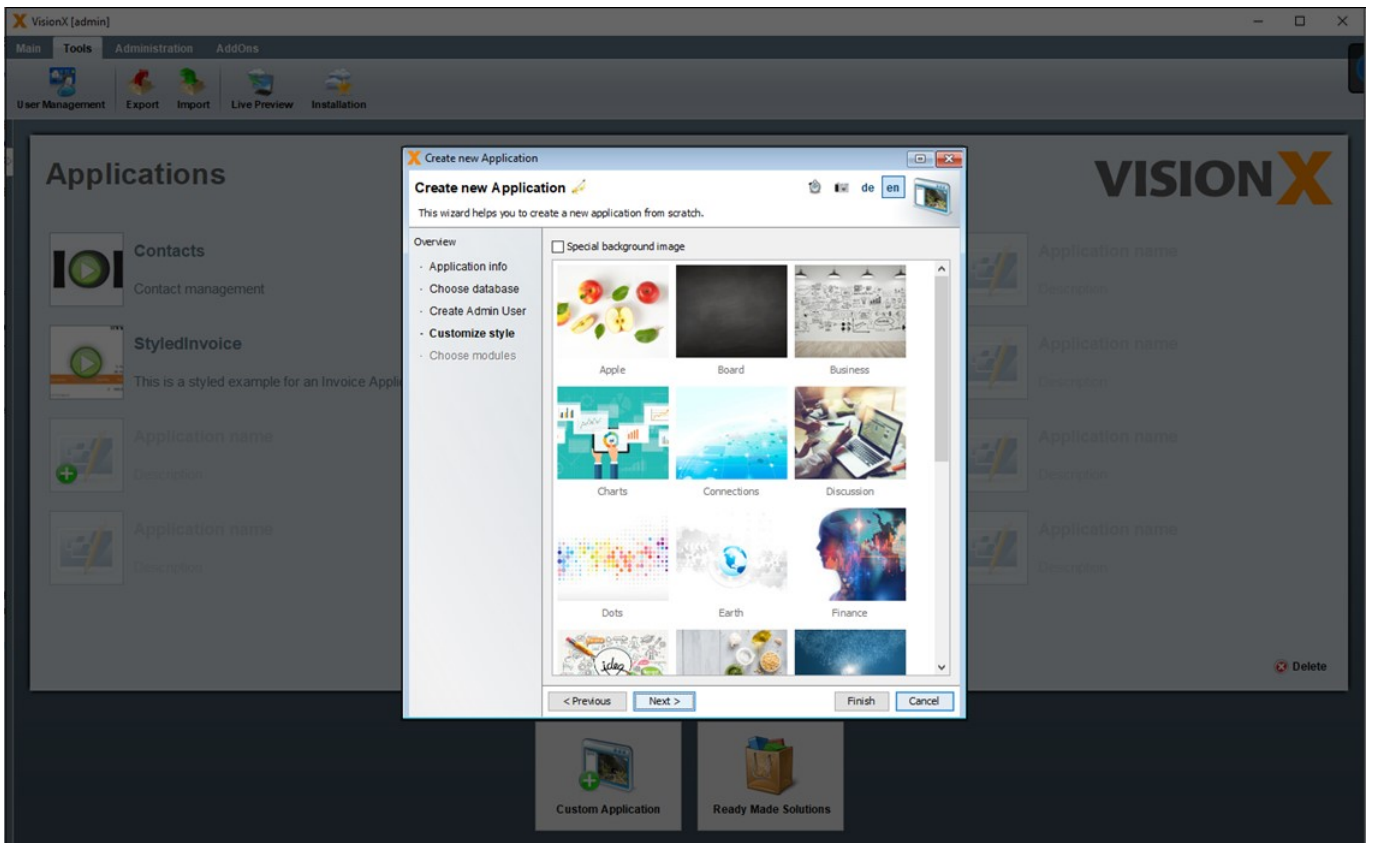 VisionX [admin]
Main Tools Administration AddOns
User Management Export Import Live Preview Installation
Applications
VISIONX
Contacts
Contact management
StyledInvoice
This is a styled example for an Invoice Appli
Application name
Description
Application name
Description
Application name
Description
Application name
Description
Application name
Description
Application name
Description
Delete
Create new Application
Create new Application
This wizard helps you to create a new application from scratch.
de en
Overview
· Application info
· Choose database
· Create Admin User
· Customize style
· Choose modules
Special background image
Apple Board Business
Charts Connections Discussion
Dots Earth Finance
idea
< Previous Next > Finish Cancel
Custom Application Ready Made Solutions